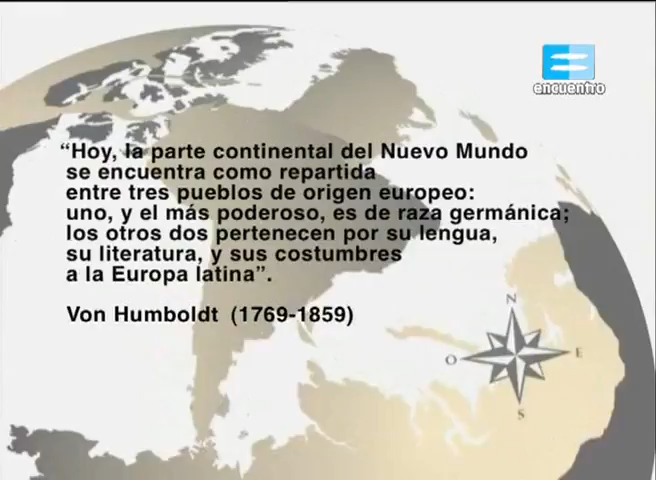 encuentro
“Hoy, la parte continental del Nuevo Mundo
se encuentra como repartida
entre tres pueblos de origen europeo:
uno, y el más poderoso, es de raza germánica;
los otros dos pertenecen por su lengua,
su literatura, y sus costumbres
a la Europa latina”.
Von Humboldt (1769-1859)
N
O
E
S